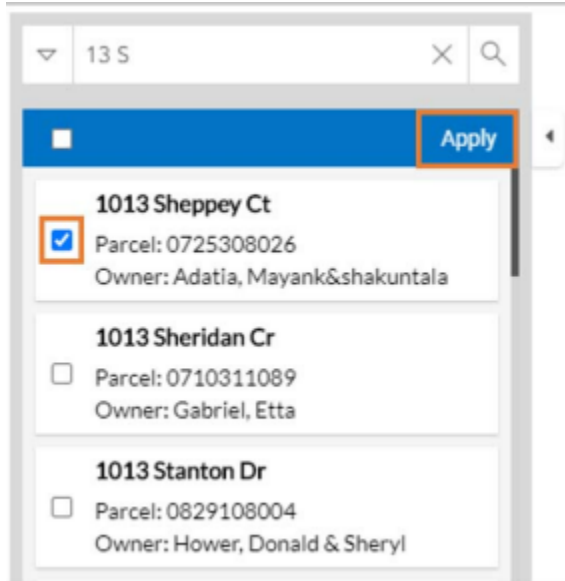 13 S
Apply
1013 Sheppey Ct
Parcel: 0725308026
Owner: Adatia, Mayank&shakuntala
1013 Sheridan Cr
Parcel: 0710311089
Owner: Gabriel, Etta
1013 Stanton Dr
Parcel: 0829108004
Owner: Hower, Donald & Sheryl